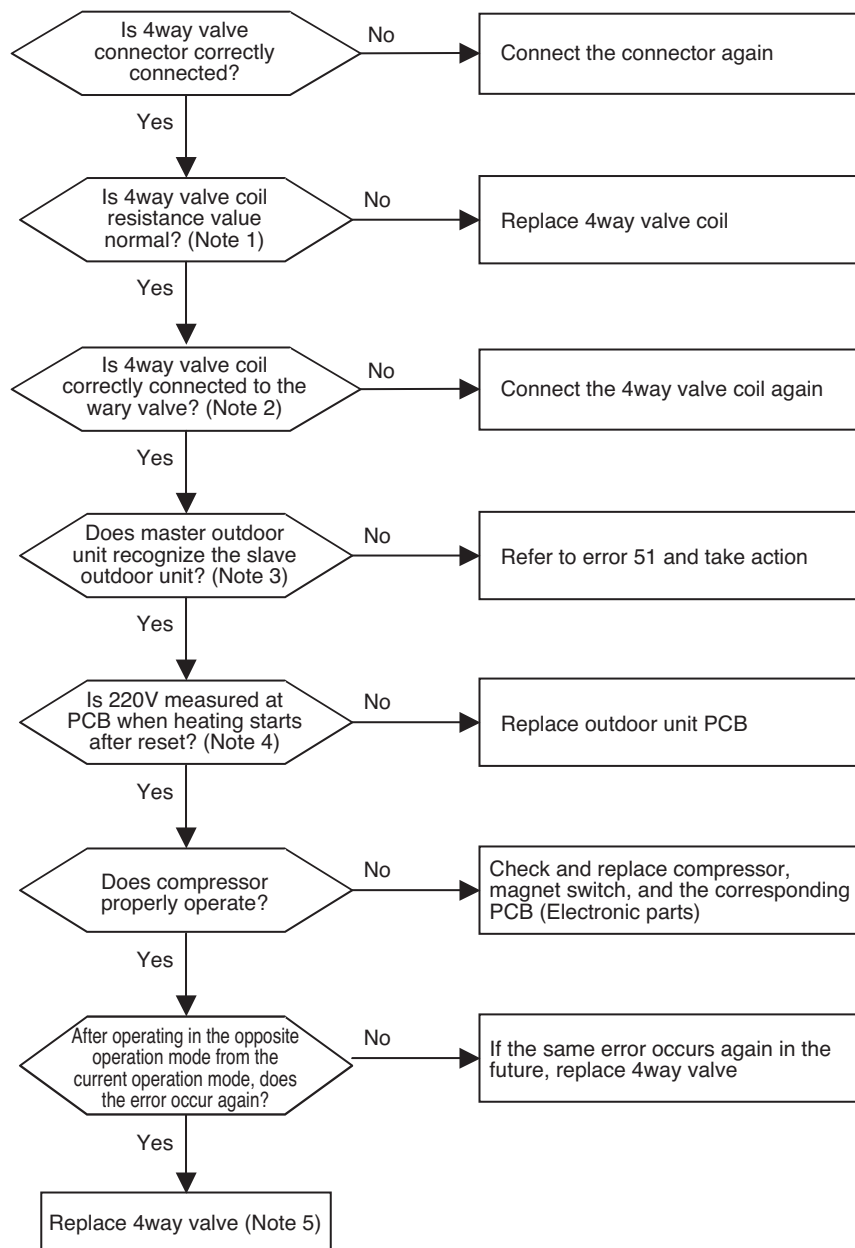 Is 4way valve
connector correctly
connected?
No
Connect the connector again
Yes
Is 4way valve coil
resistance value
normal? (Note 1)
No
Replace 4way valve coil
Yes
Is 4way valve coil
correctly connected to the
wary valve? (Note 2)
No
Connect the 4way valve coil again
Yes
Does master outdoor
unit recognize the slave
outdoor unit? (Note 3)
No
Refer to error 51 and take action
Yes
Is 220V measured at
PCB when heating starts
after reset? (Note 4)
No
Replace outdoor unit PCB
Yes
Does compressor
properly operate?
No
Check and replace compressor,
magnet switch, and the corresponding
PCB (Electronic parts)
Yes
After operating in the opposite
operation mode from the
current operation mode, does
the error occur again?
No
If the same error occurs again in the
future, replace 4way valve
Yes
Replace 4way valve (Note 5)